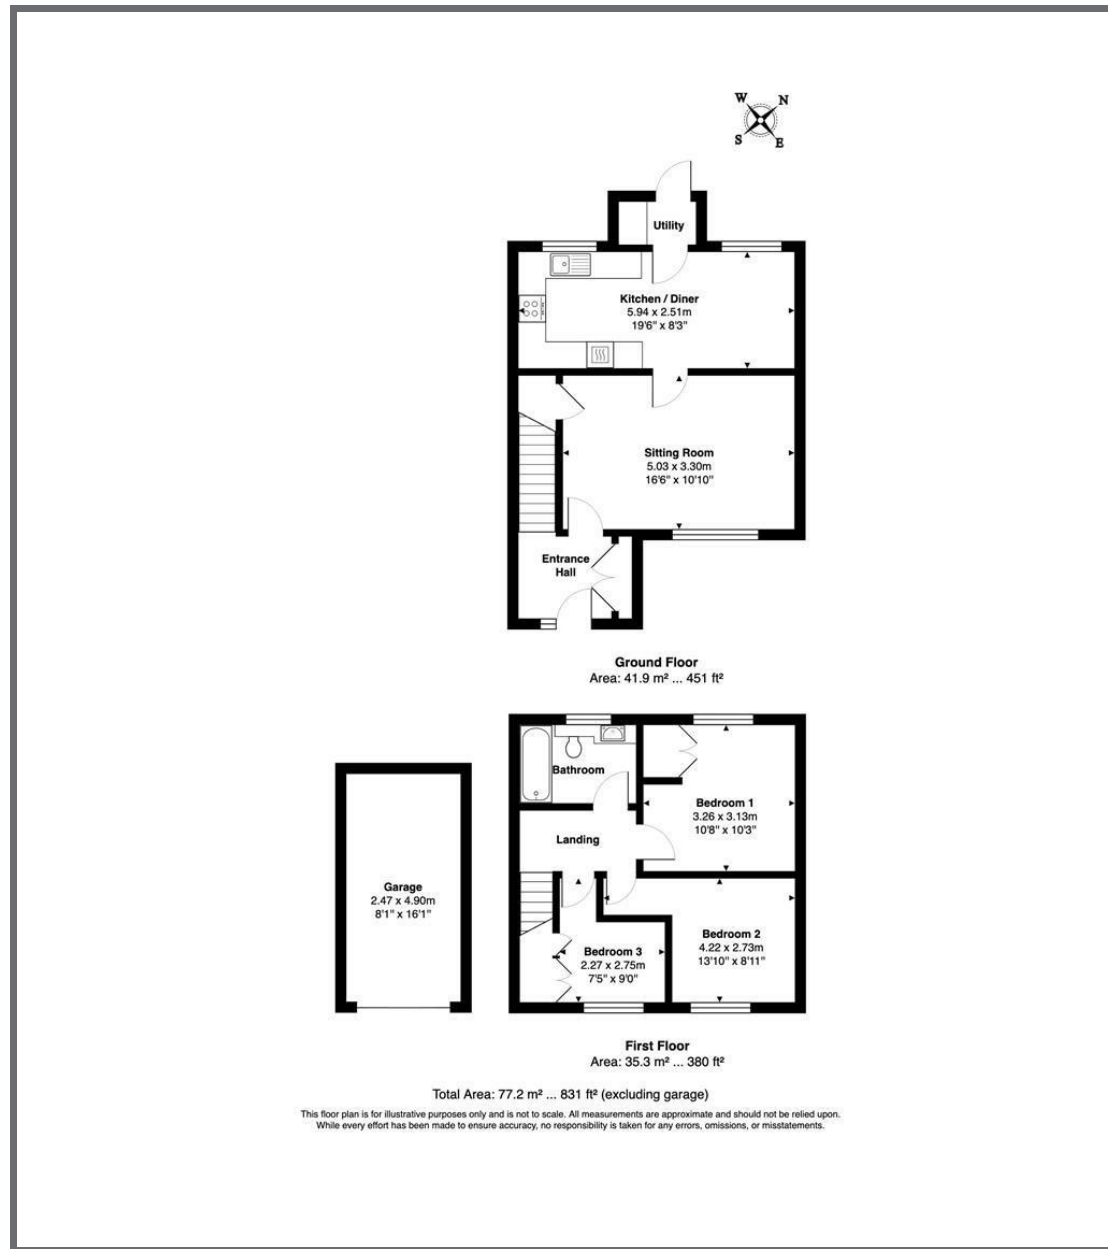 W N
S E
Utility
Kitchen / Diner
5.94 x 2.51m
19'6" x 8'3"
Sitting Room
5.03 x 3.30m
16'6" x 10'10"
Entrance
Hall
Ground Floor
Area: 41.9 m² ... 451 ft²
Bathroom
Bedroom 1
3.26 x 3.13m
10'8" x 10'3"
Landing
Garage
2.47 x 4.90m
8'1" x 16'1"
Bedroom 2
4.22 x 2.73m
13'10" x 8'11"
Bedroom 3
2.27 x 2.75m
7'5" x 9'0"
First Floor
Area: 35.3 m² ... 380 ft²
Total Area: 77.2 m² ... 831 ft² (excluding garage)
This floor plan is for illustrative purposes only and is not to scale. All measurements are approximate and should not be relied upon.
While every effort has been made to ensure accuracy, no responsibility is taken for any errors, omissions, or misstatements.